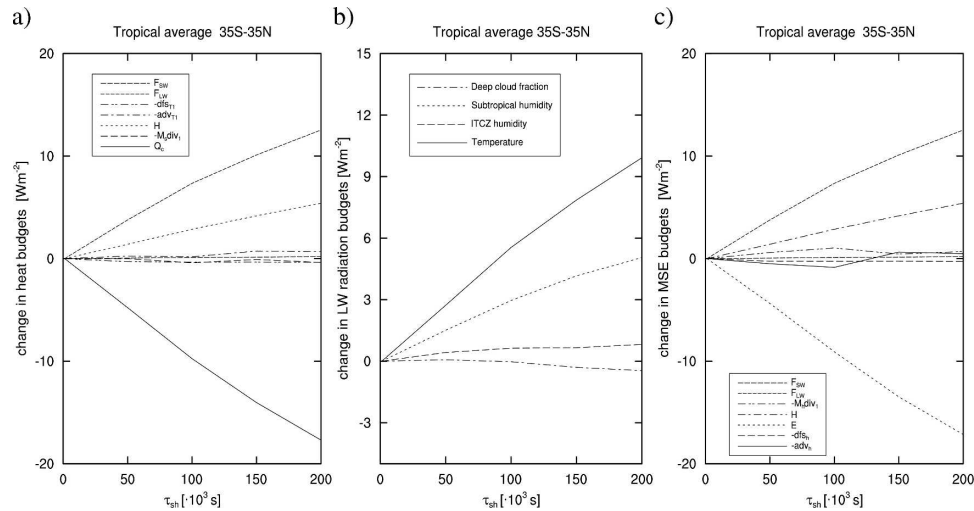 a)
Tropical average 35S-35N
20
10
0
-10
-20
change in heat budgets [Wm-2]
F_SW
F_LW
-dfs_T1
-adv_T1
H
-M_s div_1
Q_c
0 50 100 150 200
τ_sh [·10^3 s]
b)
Tropical average 35S-35N
15
12
9
6
3
0
-3
change in LW radiation budgets [Wm-2]
Deep cloud fraction
Subtropical humidity
ITCZ humidity
Temperature
0 50 100 150 200
τ_sh [·10^3 s]
c)
Tropical average 35S-35N
20
10
0
-10
-20
change in MSE budgets [Wm-2]
F_SW
F_LW
-M_h div_1
H
E
-dfs_h
-adv_h
0 50 100 150 200
τ_sh [·10^3 s]